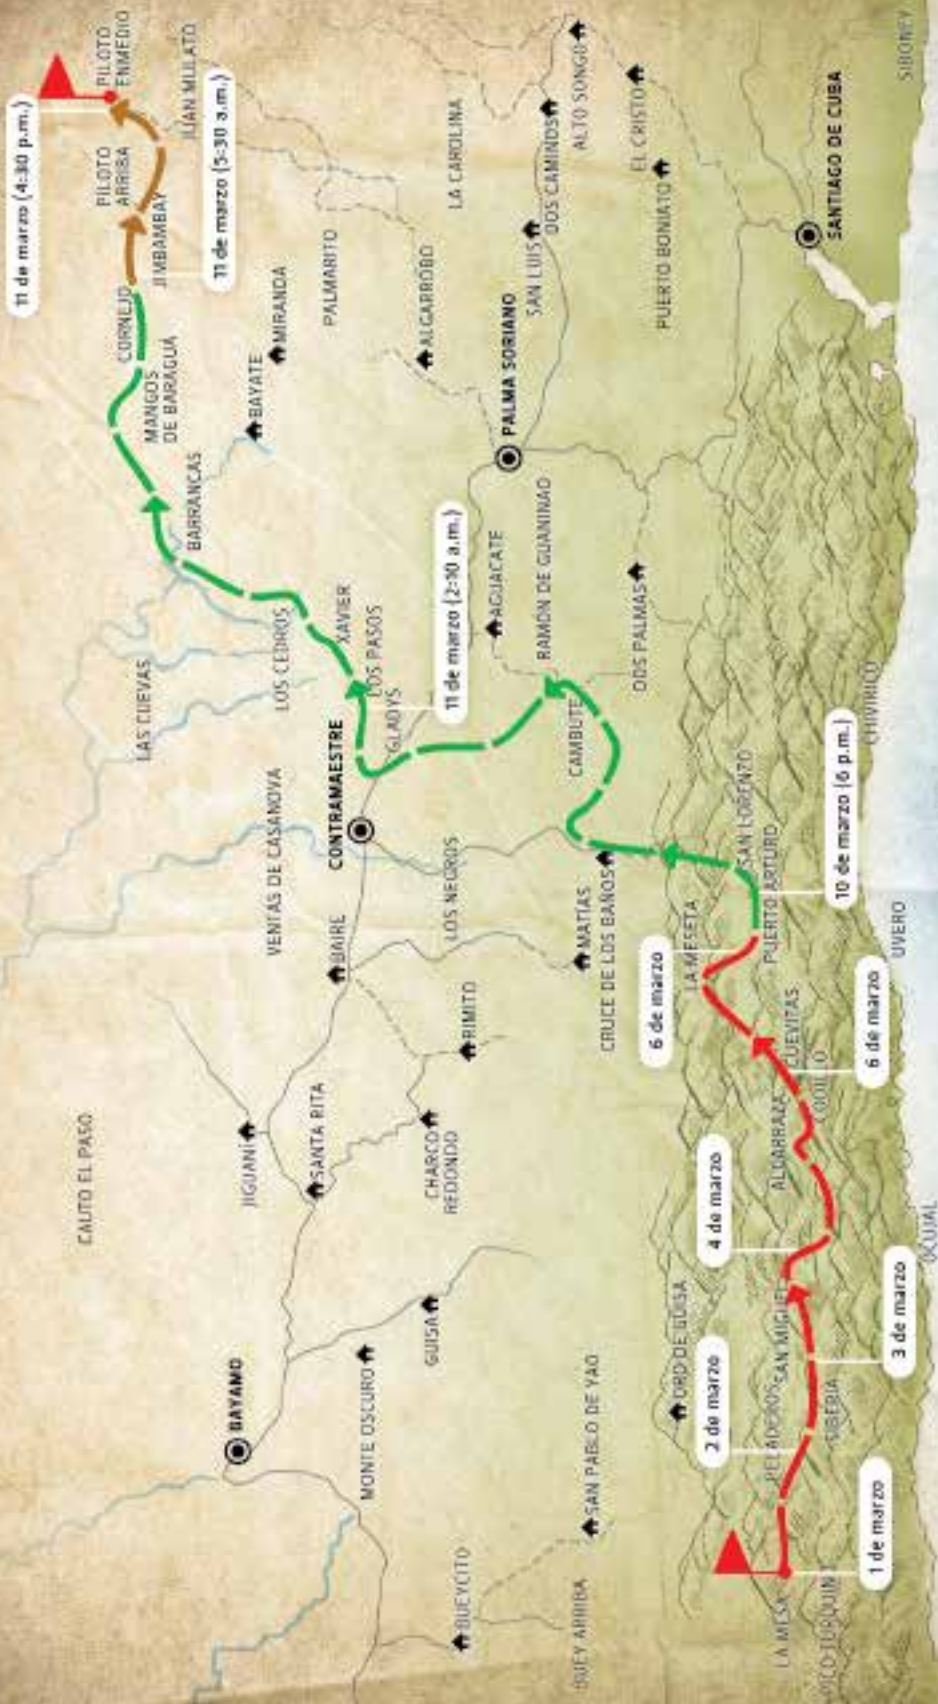 11 de marzo (4:30 p.m.)
CAUTO EL PASO
PILOTO
ARRIBA
PILOTO
ENMEDIO
CORNEJO
LAS CUEVAS
MANGOS
DE BARAGUÁ
JIMBAMBAY
JUAN MULATO
BARRANCAS
11 de marzo (5:30 a.m.)
BAYAMO
JIGUANÍ
BAYATE
VENTAS DE CASANOVA
LOS CEDROS
MIRANDA
SANTA RITA
BAIRE
CONTRAMAESTRE
XAVIER
PALMARITO
MONTE OSCURO
LOS PASOS
GLADYS
GUISA
CHARCO
REDONDO
LOS NEGROS
11 de marzo (2:10 a.m.)
ALGARROBO
LA CAROLINA
BUEYCITO
RIMITO
AGUACATE
PALMA SORIANO
SAN LUIS
DOS CAMINOS
RAMÓN DE GUANINAO
BUEY ARRIBA
SAN PABLO DE YAO
MATÍAS
CAMBUTE
ALTO SONGO
CRUCE DE LOS BAÑOS
DOS PALMAS
EL CRISTO
PUERTO BONIATO
6 de marzo
ORO DE GUISA
LA MESETA
2 de marzo
4 de marzo
SAN LORENZO
LA MESA
PELADEROS
SAN MIGUEL
ALGARRAZA
CUEVITAS
PUERTO ARTURO
PICO TURQUINO
SIBERIA
SANTIAGO DE CUBA
10 de marzo (6 p.m.)
1 de marzo
3 de marzo
6 de marzo
CHIVIRICO
UVERO
OCUJAL
SIBONEY